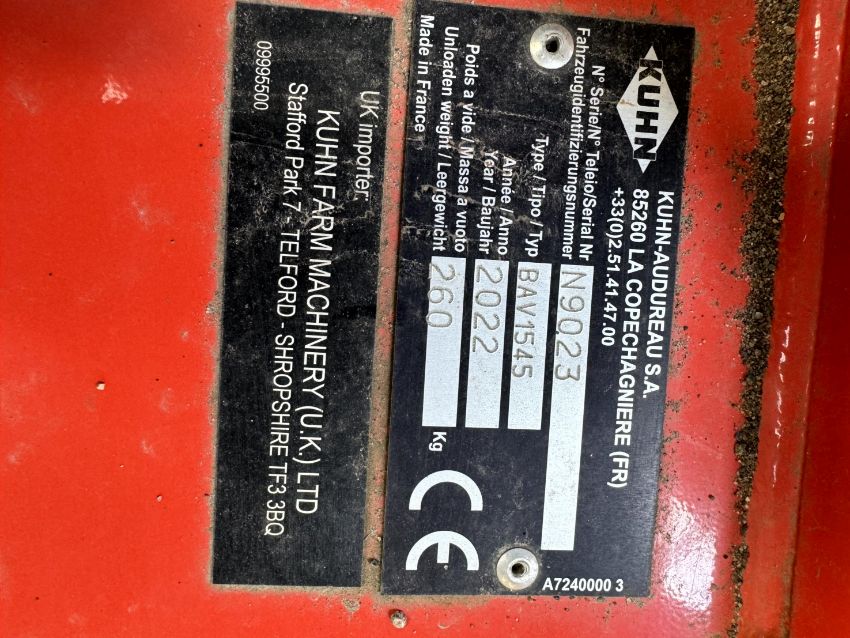 KUHN
KUHN-AUDUREAU S.A.
85260 LA COPECHAGNIERE (FR)
+33(0)2.51.41.47.00
N° Serie/N° Teleio/Serial Nr
Fahrzeugidentifizierungsnummer N9023
Type / Tipo / Typ BAV1545
Année / Anno
Year / Baujahr 2022
Poids a vide / Massa a vuoto
Unloaden weight / Leergewicht 260 Kg
Made in France
CE
A7240000 3
UK importer:
KUHN FARM MACHINERY (U.K.) LTD
Stafford Park 7 - TELFORD - SHROPSHIRE TF3 3BQ
09995500